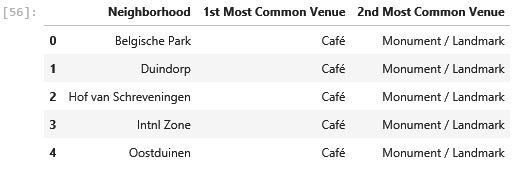 [56]:
Neighborhood 1st Most Common Venue 2nd Most Common Venue
0 Belgische Park Café Monument / Landmark
1 Duindorp Café Monument / Landmark
2 Hof van Schreveningen Café Monument / Landmark
3 Intnl Zone Café Monument / Landmark
4 Oostduinen Café Monument / Landmark